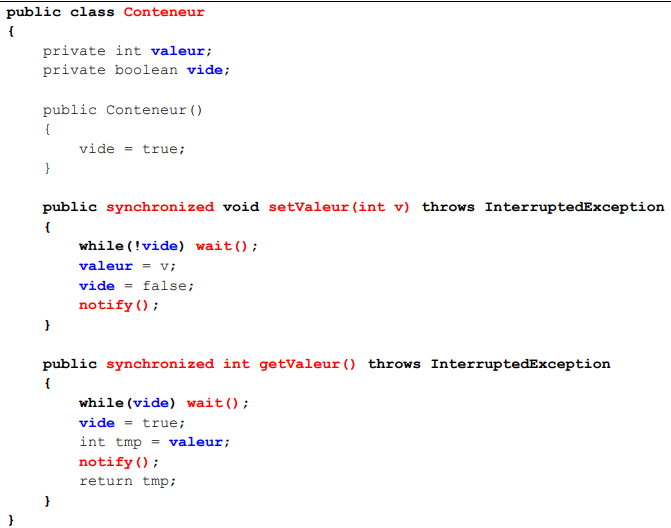 public class Conteneur
{
    private int valeur;
    private boolean vide;

    public Conteneur()
    {
        vide = true;
    }

    public synchronized void setValeur(int v) throws InterruptedException
    {
        while(!vide) wait();
        valeur = v;
        vide = false;
        notify();
    }

    public synchronized int getValeur() throws InterruptedException
    {
        while(vide) wait();
        vide = true;
        int tmp = valeur;
        notify();
        return tmp;
    }
}